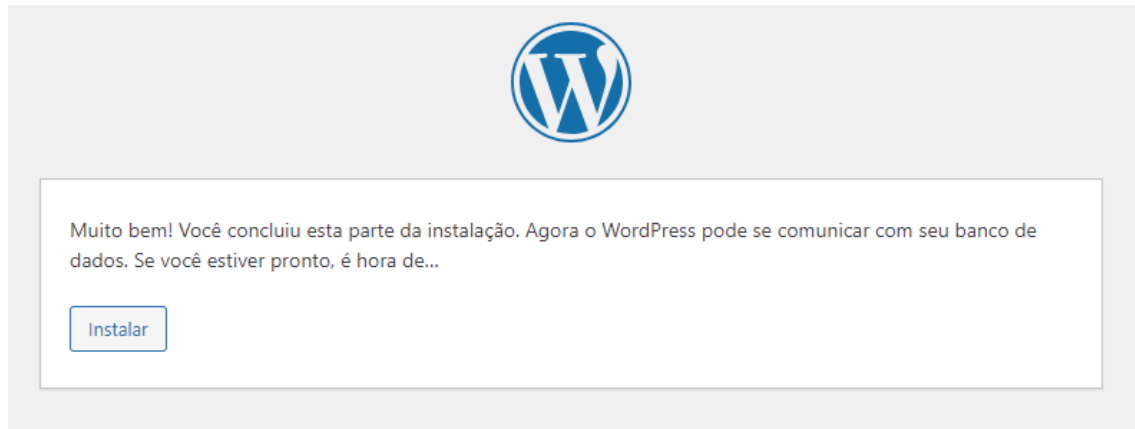 Muito bem! Você concluiu esta parte da instalação. Agora o WordPress pode se comunicar com seu banco de
dados. Se você estiver pronto, é hora de...
Instalar